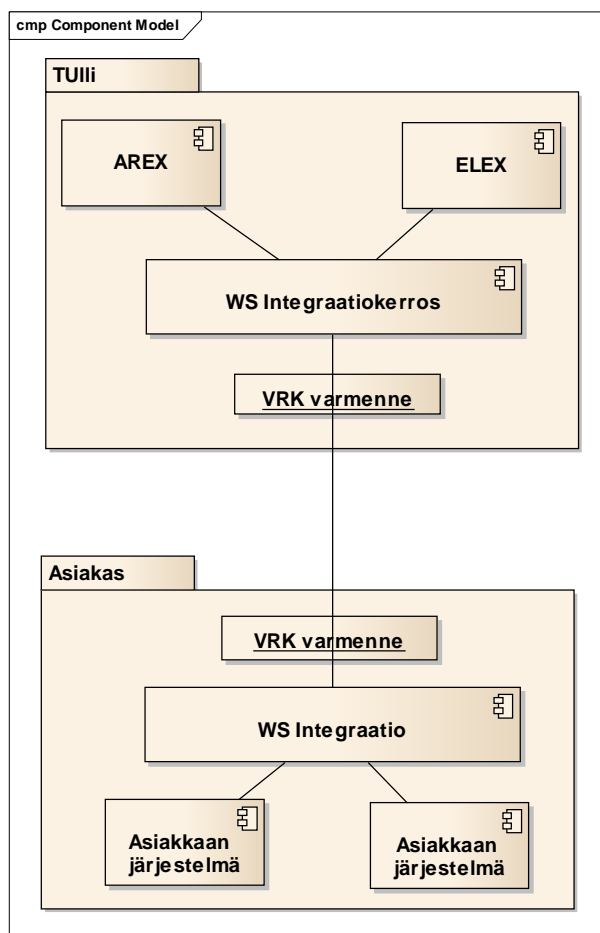 cmp Component Model
TUlli
AREX
ELEX
WS Integraatiokerros
VRK varmenne
Asiakas
VRK varmenne
WS Integraatio
Asiakkaan
järjestelmä
Asiakkaan
järjestelmä